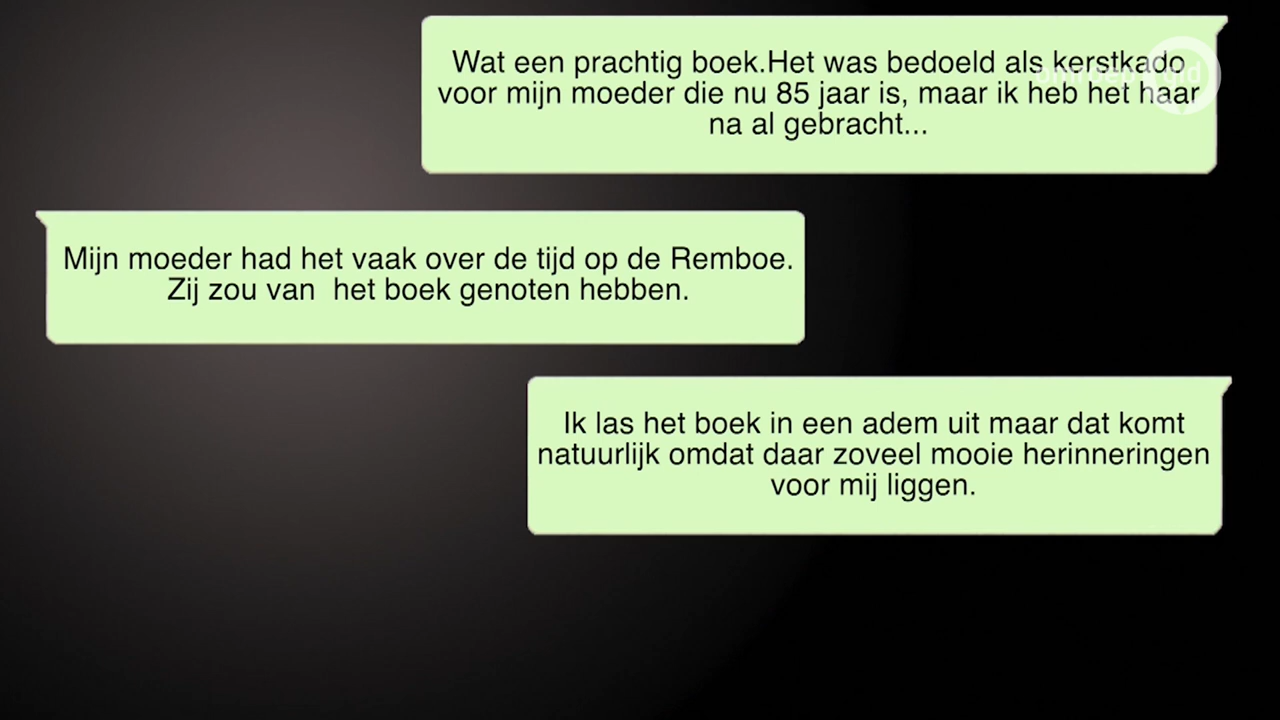 Wat een prachtig boek.Het was bedoeld als kerstkado
voor mijn moeder die nu 85 jaar is, maar ik heb het haar
na al gebracht...
Mijn moeder had het vaak over de tijd op de Remboe.
Zij zou van  het boek genoten hebben.
Ik las het boek in een adem uit maar dat komt
natuurlijk omdat daar zoveel mooie herinneringen
voor mij liggen.